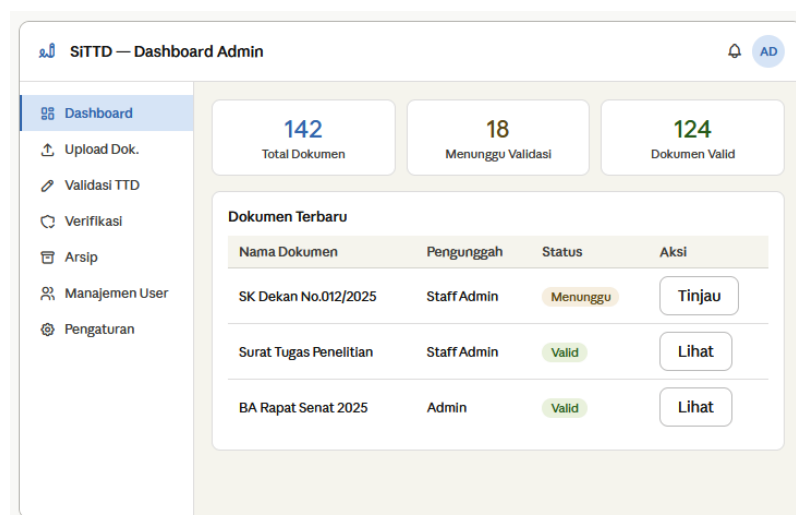 SiTTD — Dashboard Admin
AD
Dashboard
Upload Dok.
Validasi TTD
Verifikasi
Arsip
Manajemen User
Pengaturan
142
Total Dokumen
18
Menunggu Validasi
124
Dokumen Valid
Dokumen Terbaru
Nama Dokumen Pengunggah Status Aksi
SK Dekan No.012/2025 Staff Admin Menunggu Tinjau
Surat Tugas Penelitian Staff Admin Valid Lihat
BA Rapat Senat 2025 Admin Valid Lihat